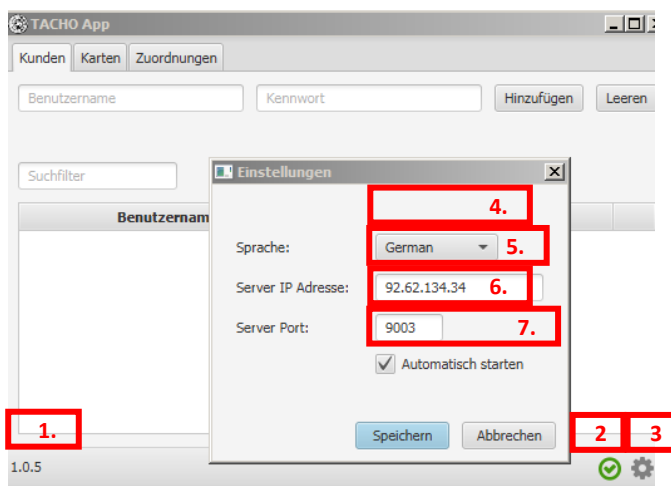 TACHO App
Kunden Karten Zuordnungen
Benutzername Kennwort Hinzufügen Leeren
Suchfilter
Einstellungen
4.
Benutzernam
Sprache: German 5.
Server IP Adresse: 92.62.134.34 6.
Server Port: 9003 7.
Automatisch starten
1. Speichern Abbrechen 2 3
1.0.5